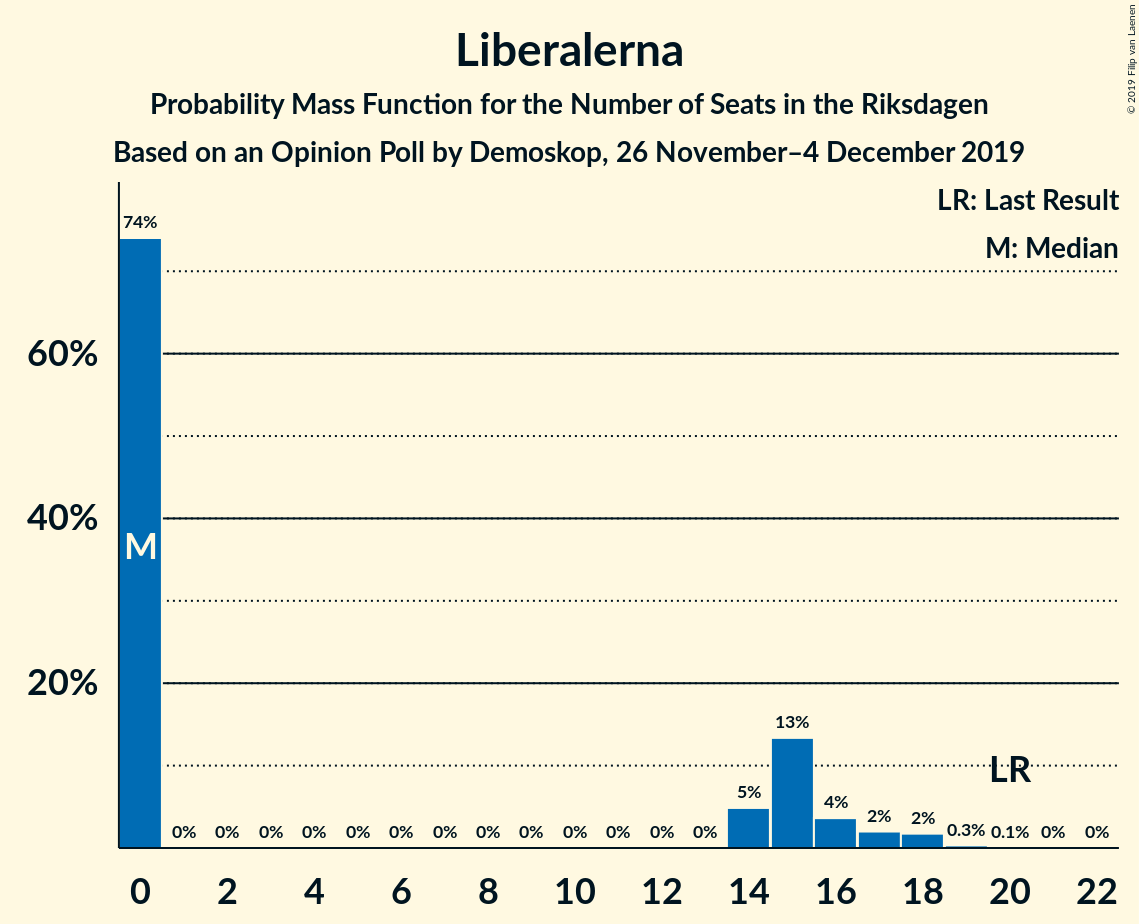 Liberalerna
Probability Mass Function for the Number of Seats in the Riksdagen
Based on an Opinion Poll by Demoskop, 26 November–4 December 2019
© 2019 Filip van Laenen
LR: Last Result
M: Median
74%
60%
40%
M
20%
13%
LR
5%
4%
2%
2%
0% 0% 0% 0% 0% 0% 0% 0% 0% 0% 0% 0% 0% 0.3% 0.1% 0% 0%
0 2 4 6 8 10 12 14 16 18 20 22